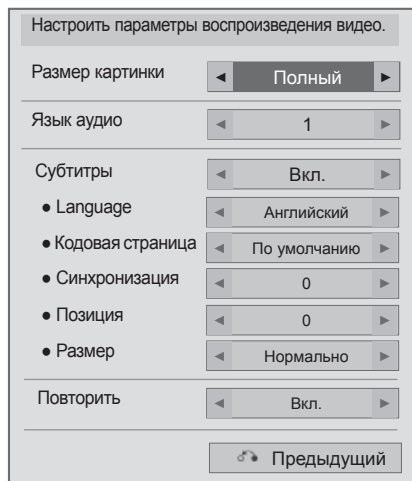 Настроить параметры воспроизведения видео.
Размер картинки ◄ Полный ►
Язык аудио ◄ 1 ►
Субтитры ◄ Вкл. ►
● Language ◄ Английский ►
● Кодовая страница ◄ По умолчанию ►
● Синхронизация ◄ 0 ►
● Позиция ◄ 0 ►
● Размер ◄ Нормально ►
Повторить ◄ Вкл. ►
Предыдущий